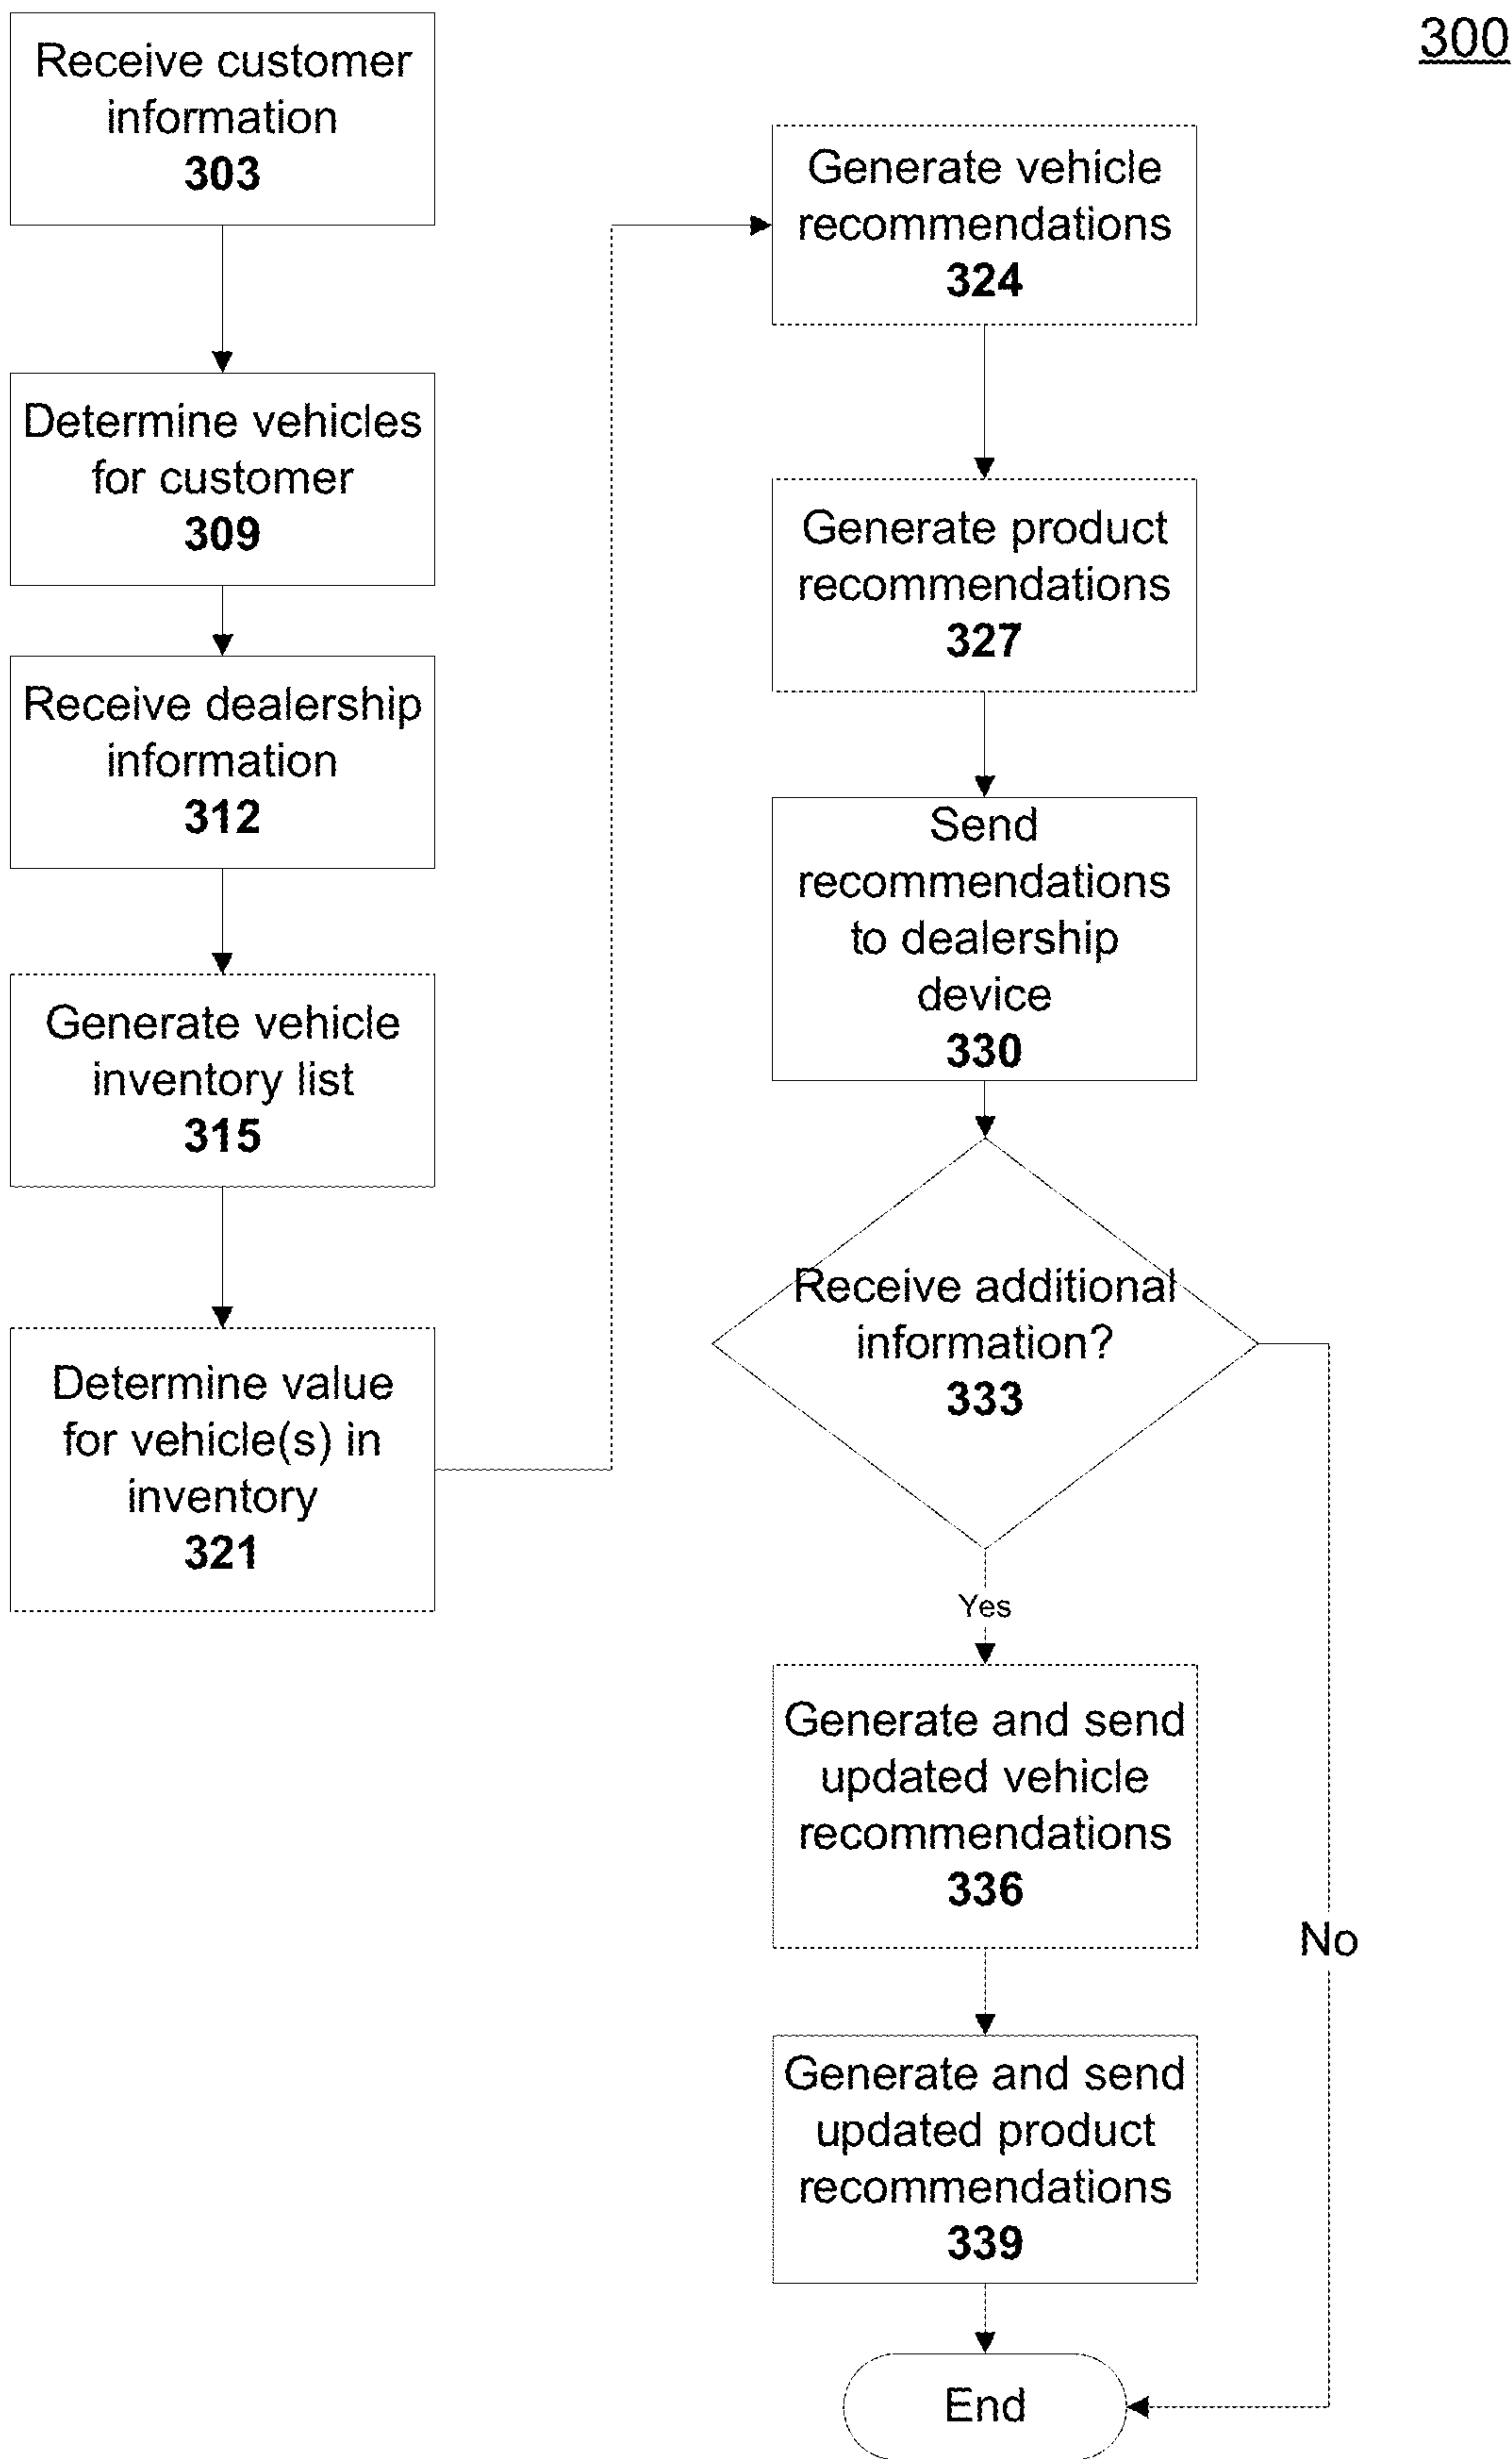 300
Receive customer
information
303
Determine vehicles
for customer
309
Receive dealership
information
312
Generate vehicle
inventory list
315
Determine value
for vehicle(s) in
inventory
321
Generate vehicle
recommendations
324
Generate product
recommendations
327
Send
recommendations
to dealership
device
330
Receive additional
information?
333
Yes
No
Generate and send
updated vehicle
recommendations
336
Generate and send
updated product
recommendations
339
End